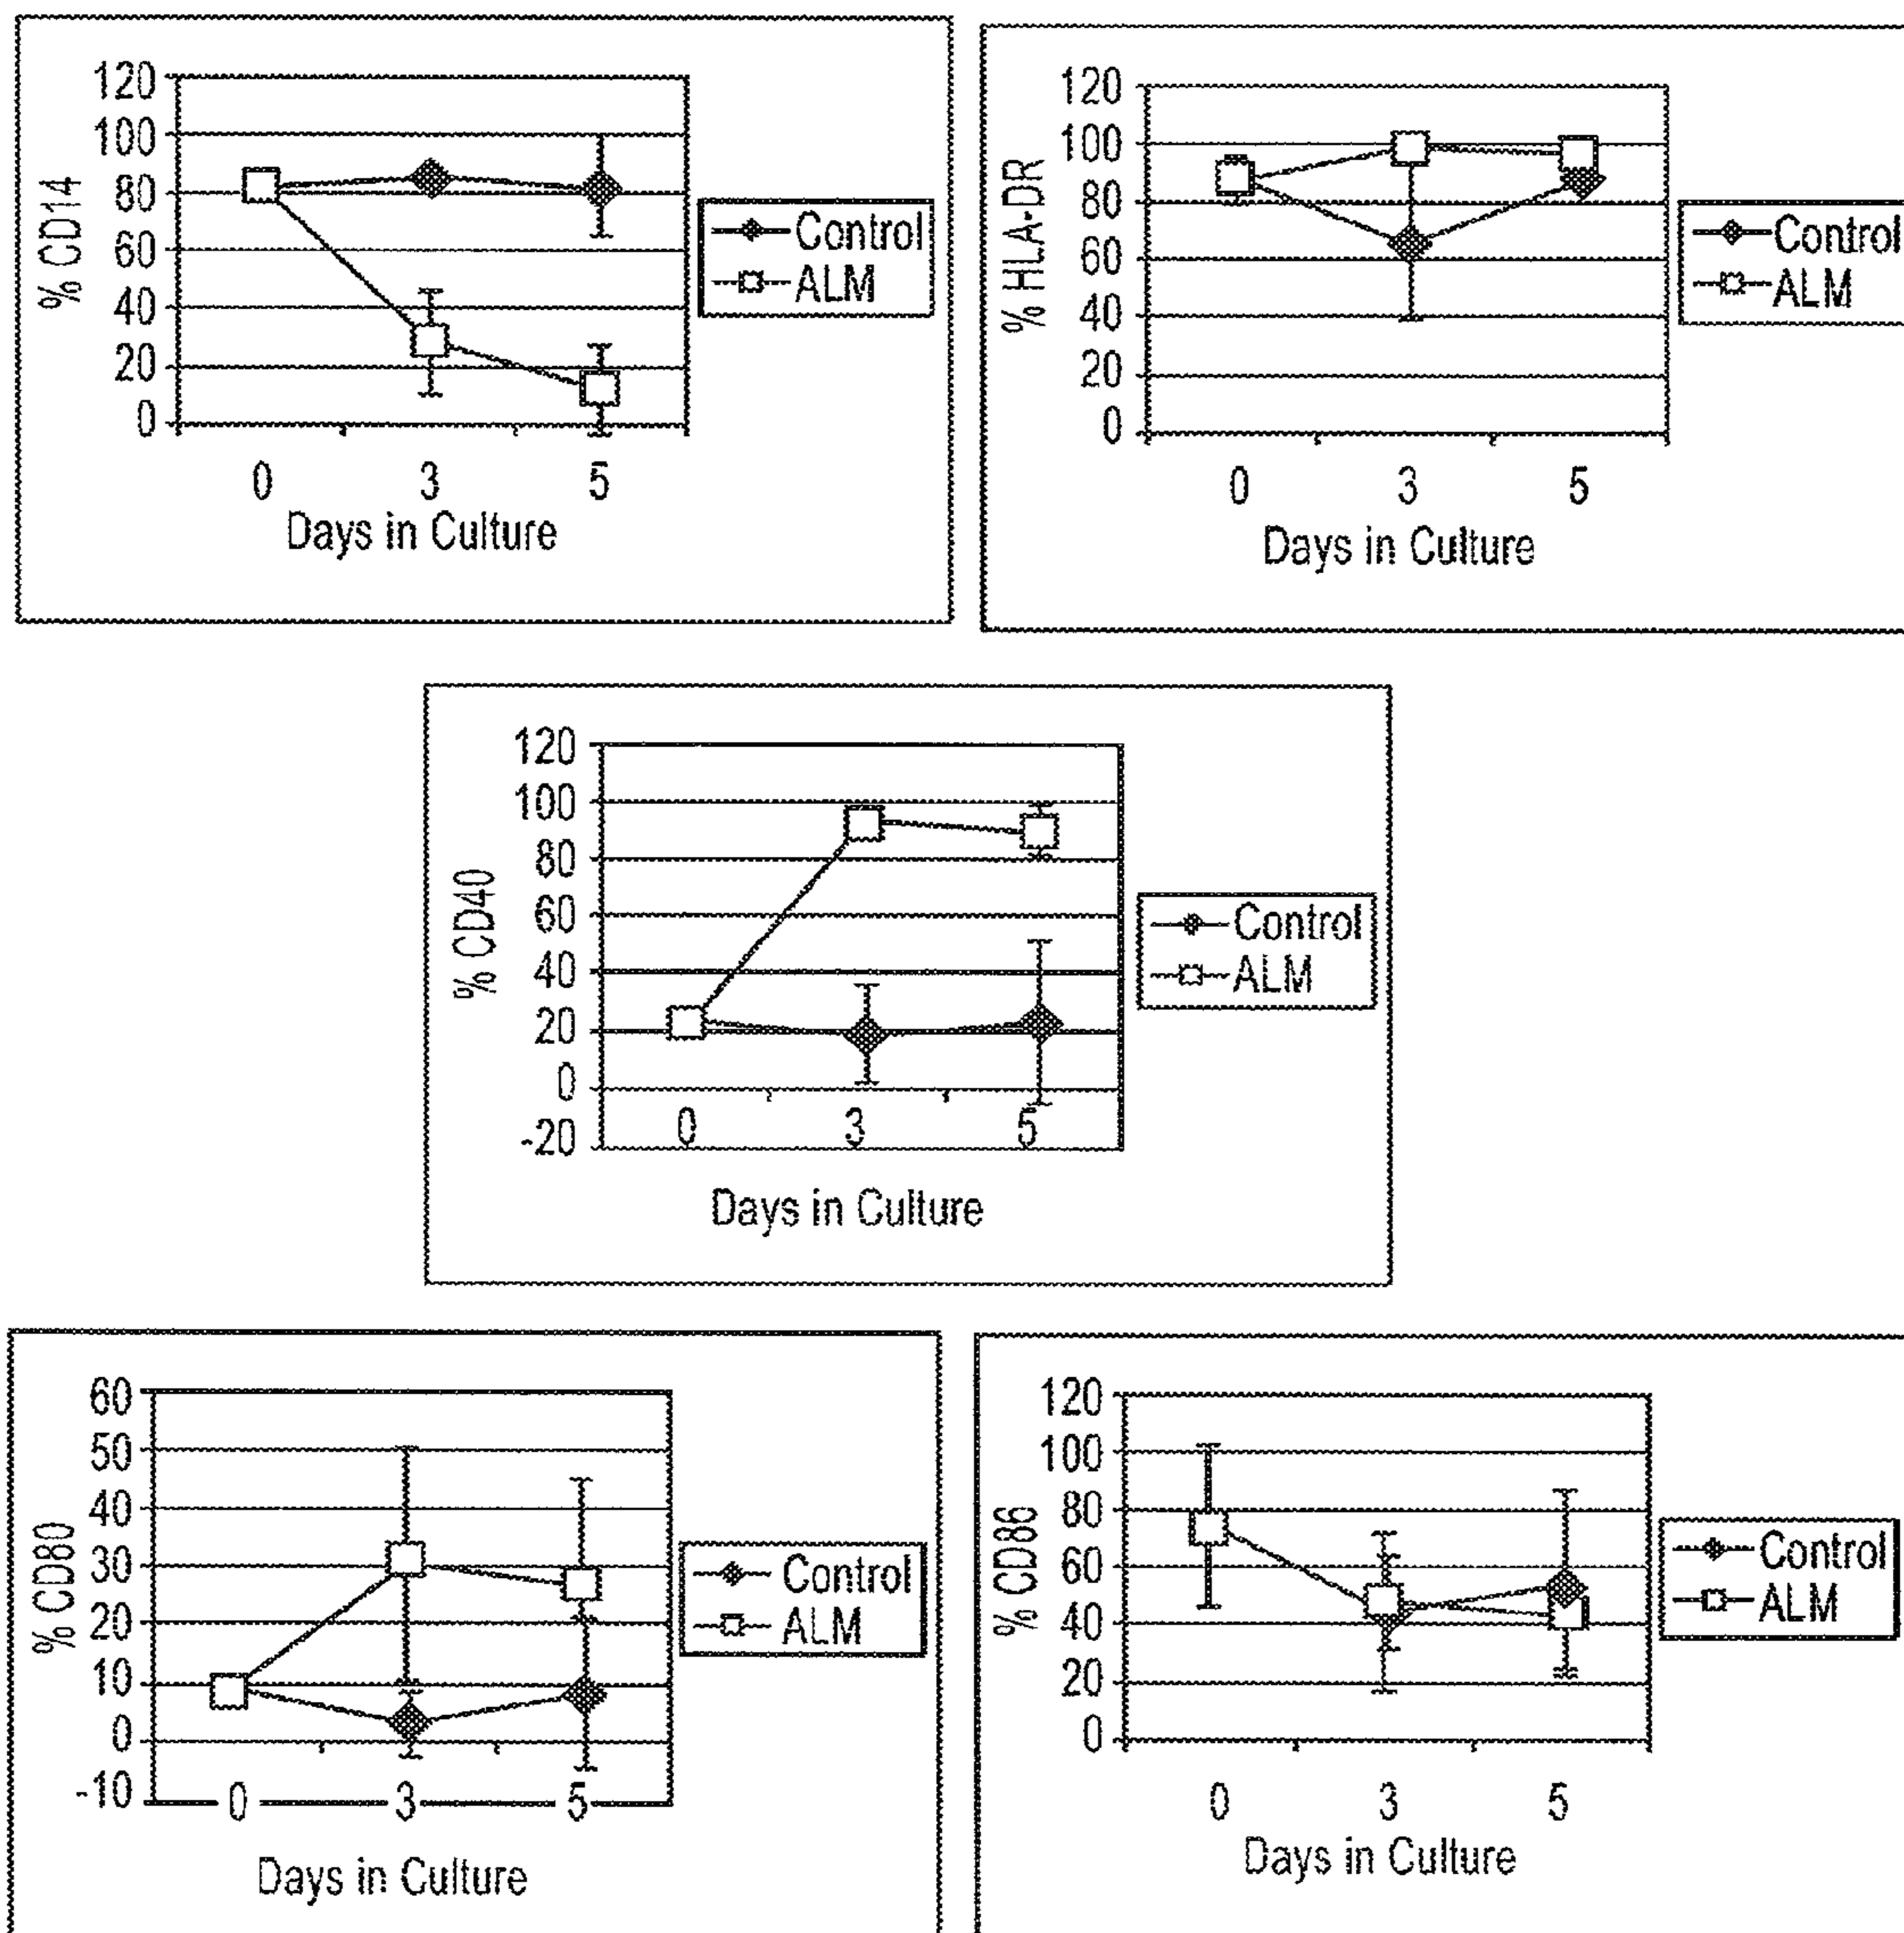 % CD14
120
100
80
60
40
20
0
0 3 5
Days in Culture
Control
ALM
% HLA-DR
120
100
80
60
40
20
0
0 3 5
Days in Culture
Control
ALM
% CD40
120
100
80
60
40
20
0
-20
0 3 5
Days in Culture
Control
ALM
% CD80
60
50
40
30
20
10
0
-10
0 3 5
Days in Culture
Control
ALM
% CD86
120
100
80
60
40
20
0
0 3 5
Days in Culture
Control
ALM